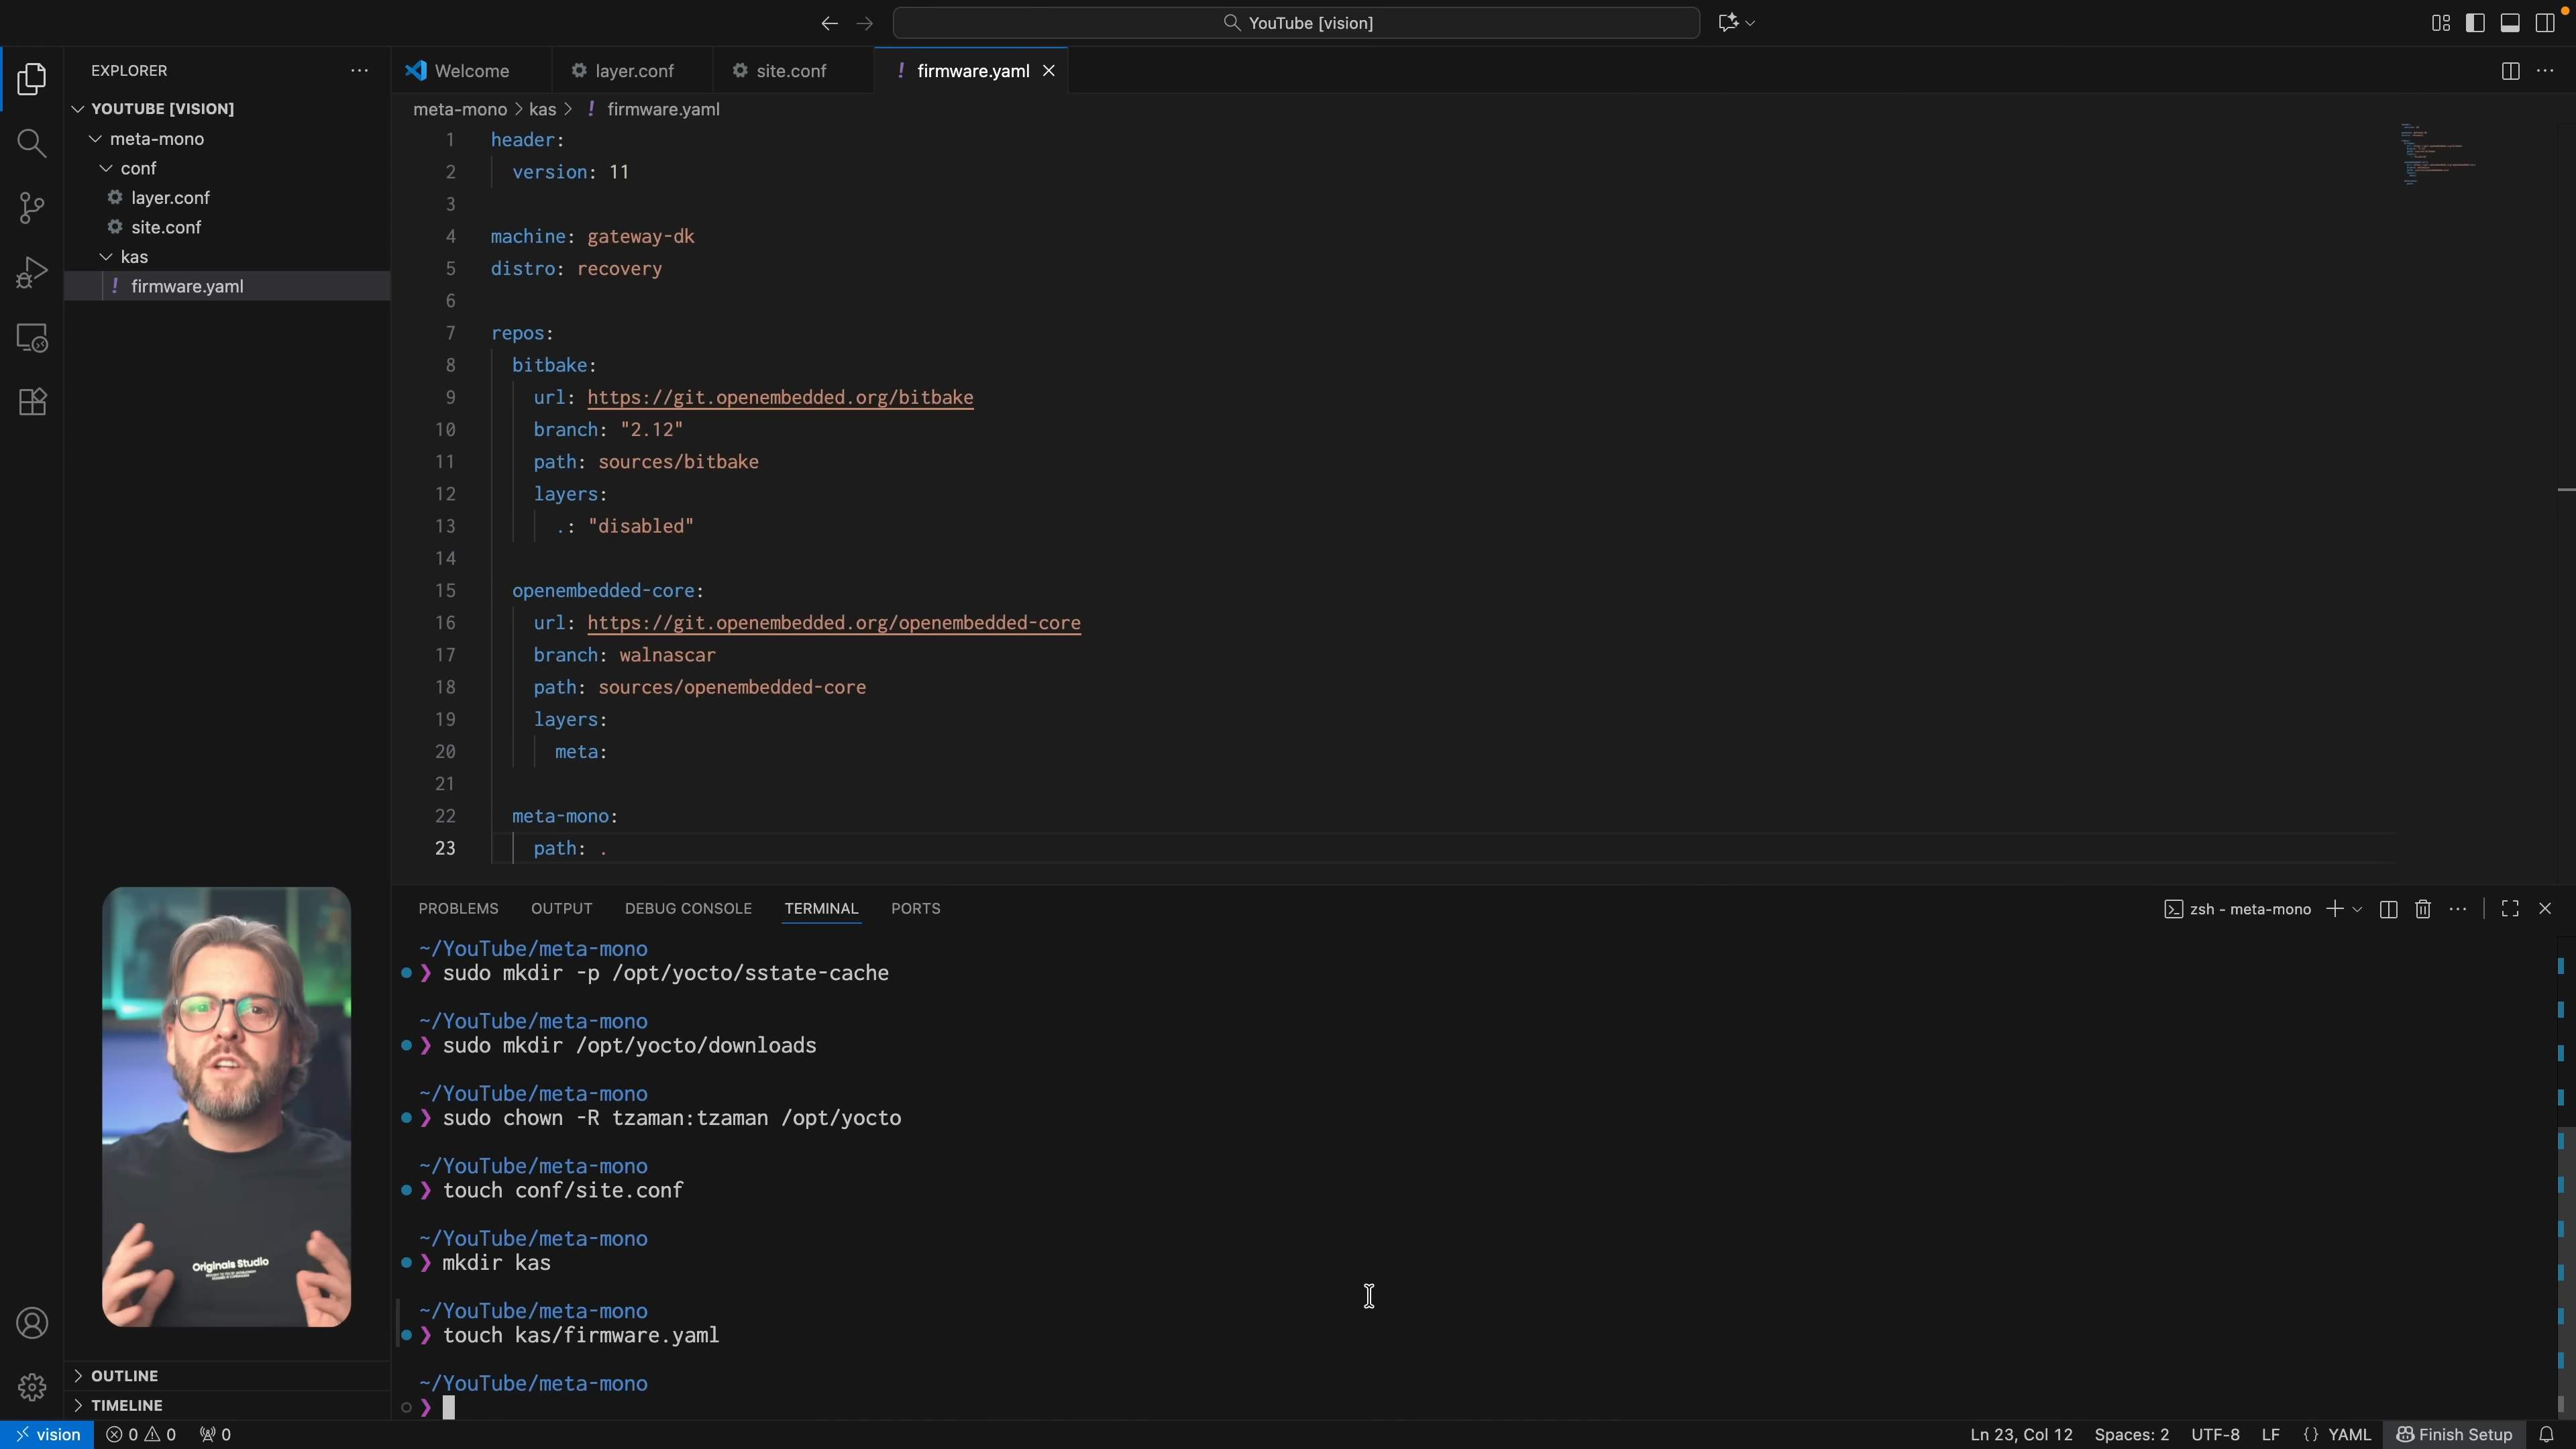 YouTube [vision]
EXPLORER
Welcome
layer.conf
site.conf
! firmware.yaml
YOUTUBE [VISION]
meta-mono
conf
layer.conf
site.conf
kas
! firmware.yaml
meta-mono > kas > ! firmware.yaml
1 header:
2 version: 11
3
4 machine: gateway-dk
5 distro: recovery
6
7 repos:
8 bitbake:
9 url: https://git.openembedded.org/bitbake
10 branch: "2.12"
11 path: sources/bitbake
12 layers:
13 .: "disabled"
14
15 openembedded-core:
16 url: https://git.openembedded.org/openembedded-core
17 branch: walnascar
18 path: sources/openembedded-core
19 layers:
20 meta:
21
22 meta-mono:
23 path: .
PROBLEMS OUTPUT DEBUG CONSOLE TERMINAL PORTS
zsh - meta-mono
~/YouTube/meta-mono
❯ sudo mkdir -p /opt/yocto/sstate-cache
~/YouTube/meta-mono
❯ sudo mkdir /opt/yocto/downloads
~/YouTube/meta-mono
❯ sudo chown -R tzaman:tzaman /opt/yocto
~/YouTube/meta-mono
❯ touch conf/site.conf
~/YouTube/meta-mono
❯ mkdir kas
~/YouTube/meta-mono
❯ touch kas/firmware.yaml
~/YouTube/meta-mono
❯
Originals Studio
OUTLINE
TIMELINE
vision
0 0
0
Ln 23, Col 12
Spaces: 2
UTF-8
LF
{} YAML
Finish Setup